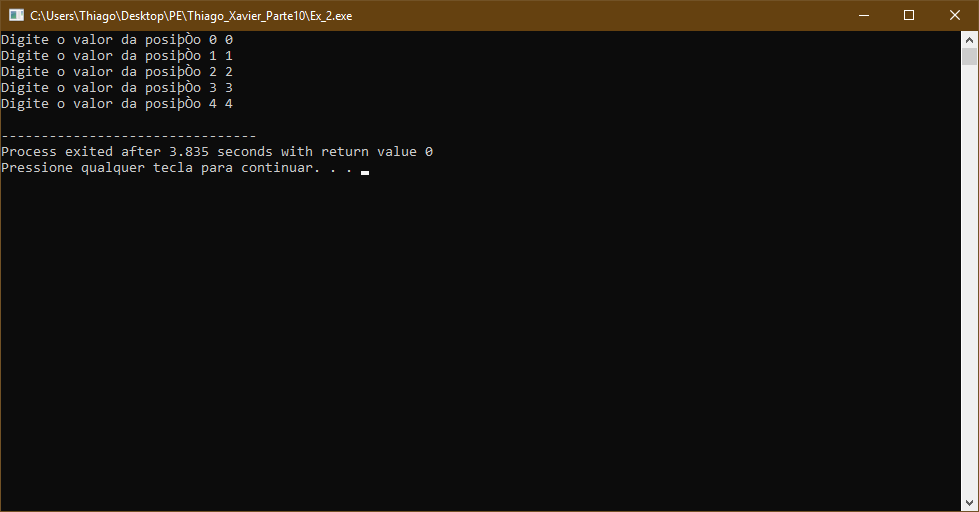 C:\Users\Thiago\Desktop\PE\Thiago_Xavier_Parte10\Ex_2.exe
Digite o valor da posiþÒo 0 0
Digite o valor da posiþÒo 1 1
Digite o valor da posiþÒo 2 2
Digite o valor da posiþÒo 3 3
Digite o valor da posiþÒo 4 4
--------------------------------
Process exited after 3.835 seconds with return value 0
Pressione qualquer tecla para continuar. . .